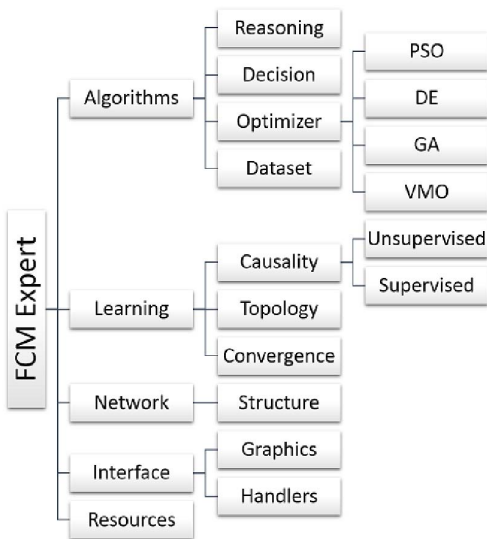 FCM Expert
Algorithms
Reasoning
Decision
Optimizer
PSO
DE
GA
VMO
Dataset
Learning
Causality
Unsupervised
Supervised
Topology
Convergence
Network
Structure
Interface
Graphics
Handlers
Resources